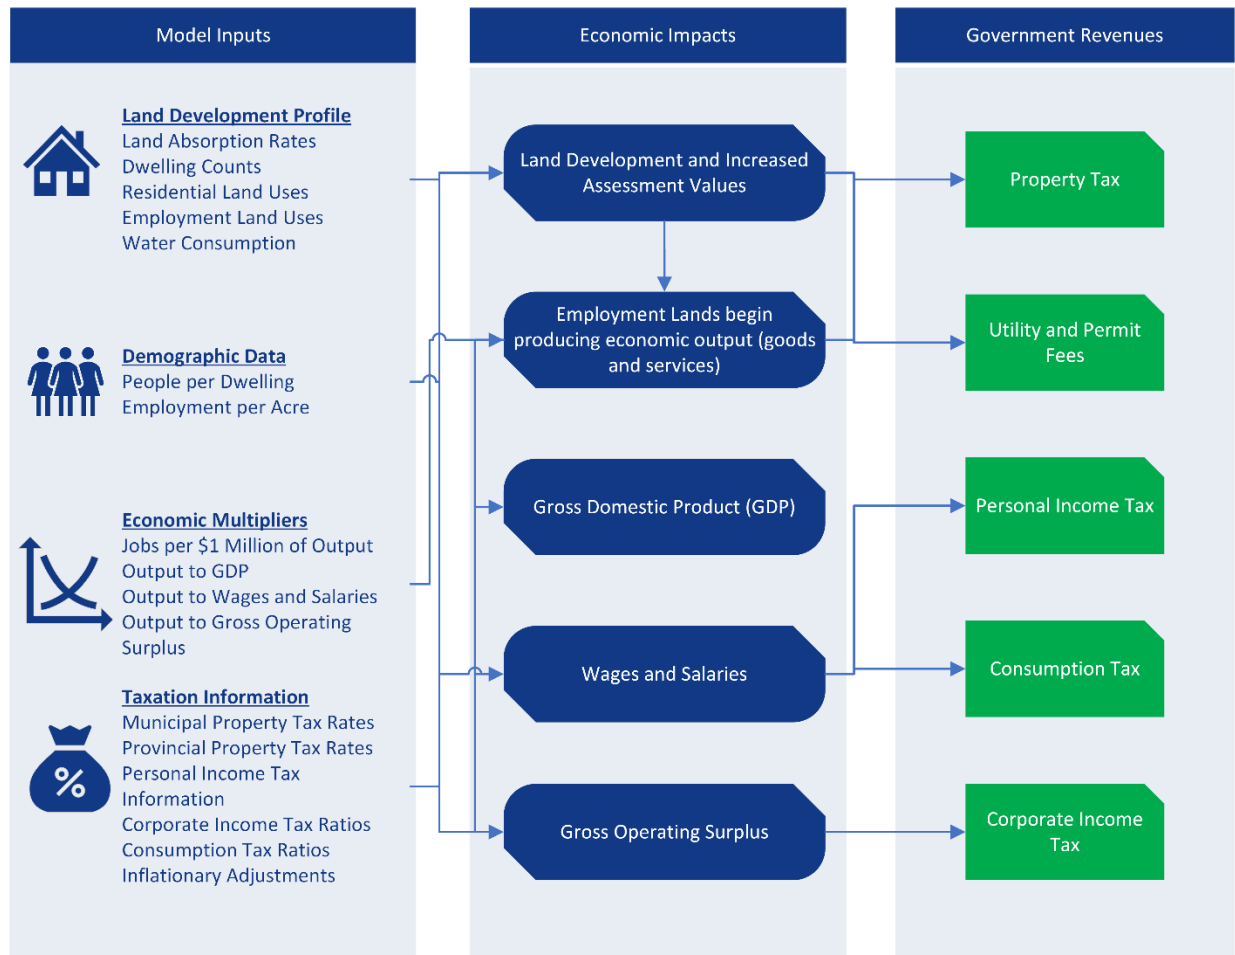 Model Inputs
Economic Impacts
Government Revenues
Land Development Profile
Land Absorption Rates
Dwelling Counts
Residential Land Uses
Employment Land Uses
Water Consumption
Demographic Data
People per Dwelling
Employment per Acre
Economic Multipliers
Jobs per $1 Million of Output
Output to GDP
Output to Wages and Salaries
Output to Gross Operating
Surplus
Taxation Information
Municipal Property Tax Rates
Provincial Property Tax Rates
Personal Income Tax
Information
Corporate Income Tax Ratios
Consumption Tax Ratios
Inflationary Adjustments
%
Land Development and Increased
Assessment Values
Employment Lands begin
producing economic output (goods
and services)
Gross Domestic Product (GDP)
Wages and Salaries
Gross Operating Surplus
Property Tax
Utility and Permit
Fees
Personal Income Tax
Consumption Tax
Corporate Income
Tax